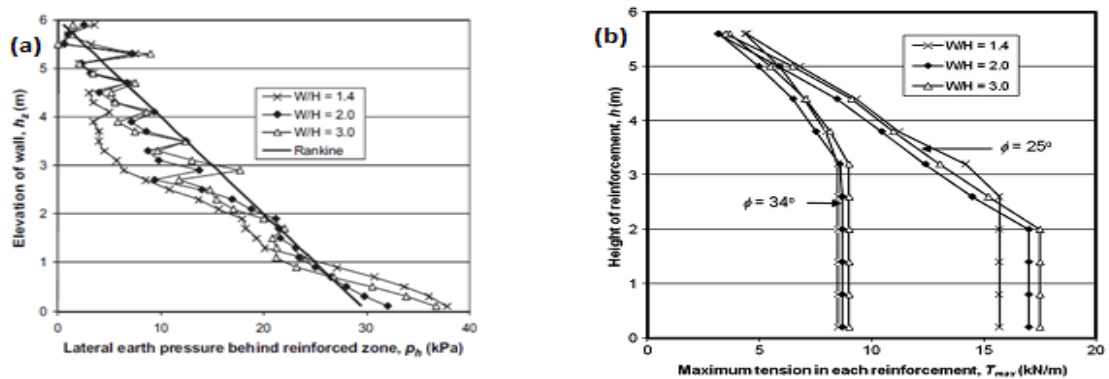 (a)
Elevation of wall, h_z (m)
6
5
4
3
2
1
0
W/H = 1.4
W/H = 2.0
W/H = 3.0
Rankine
0 10 20 30 40
Lateral earth pressure behind reinforced zone, p_h (kPa)
(b)
Height of reinforcement, h (m)
6
5
4
3
2
1
0
W/H = 1.4
W/H = 2.0
W/H = 3.0
ϕ = 25°
ϕ = 34°
0 5 10 15 20
Maximum tension in each reinforcement, T_max (kN/m)